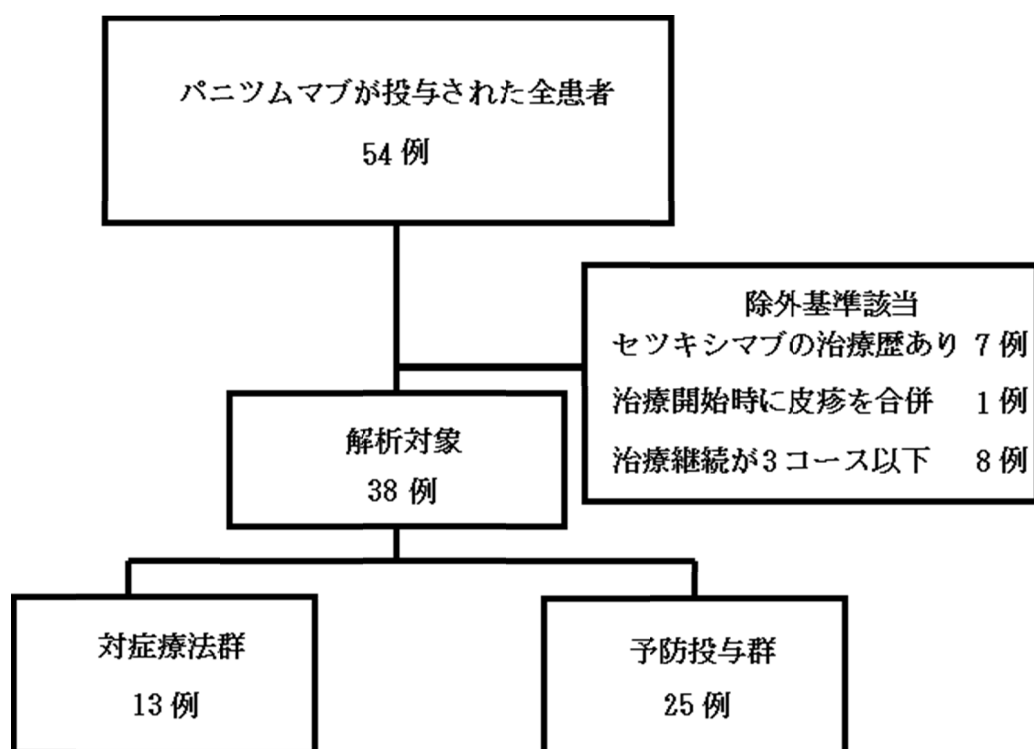 パニツムマブが投与された全患者
54 例
除外基準該当
セツキシマブの治療歴あり 7 例
治療開始時に皮疹を合併 1 例
治療継続が3コース以下 8 例
解析対象
38 例
対症療法群
13 例
予防投与群
25 例